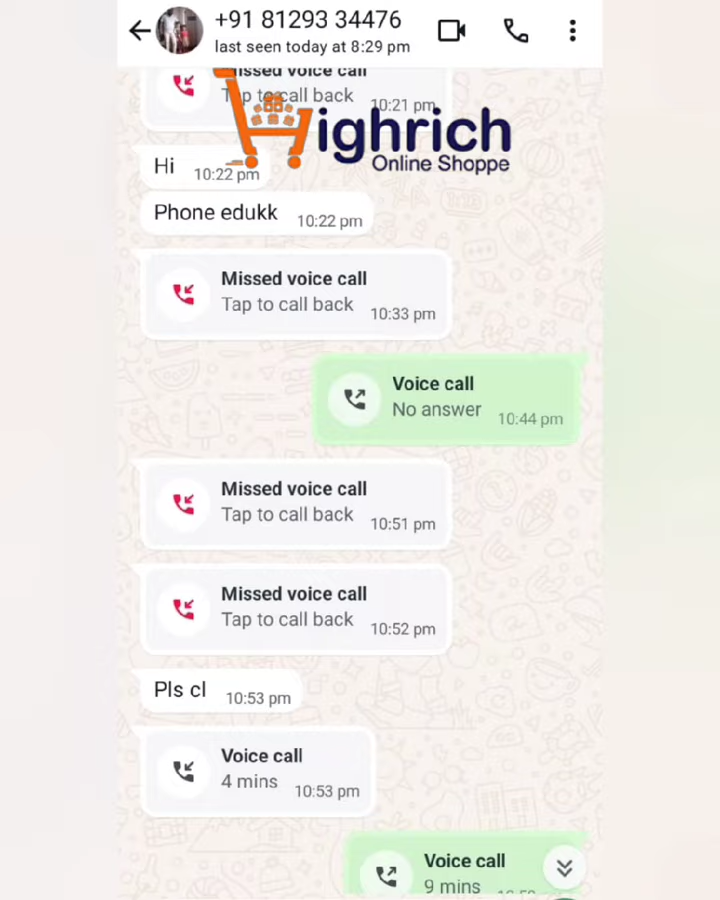 +91 81293 34476
last seen today at 8:29 pm
Missed voice call
Tap to call back 10:21 pm
Highrich
Online Shoppe
Hi 10:22 pm
Phone edukk 10:22 pm
Missed voice call
Tap to call back 10:33 pm
Voice call
No answer 10:44 pm
Missed voice call
Tap to call back 10:51 pm
Missed voice call
Tap to call back 10:52 pm
Pls cl 10:53 pm
Voice call
4 mins 10:53 pm
Voice call
9 mins